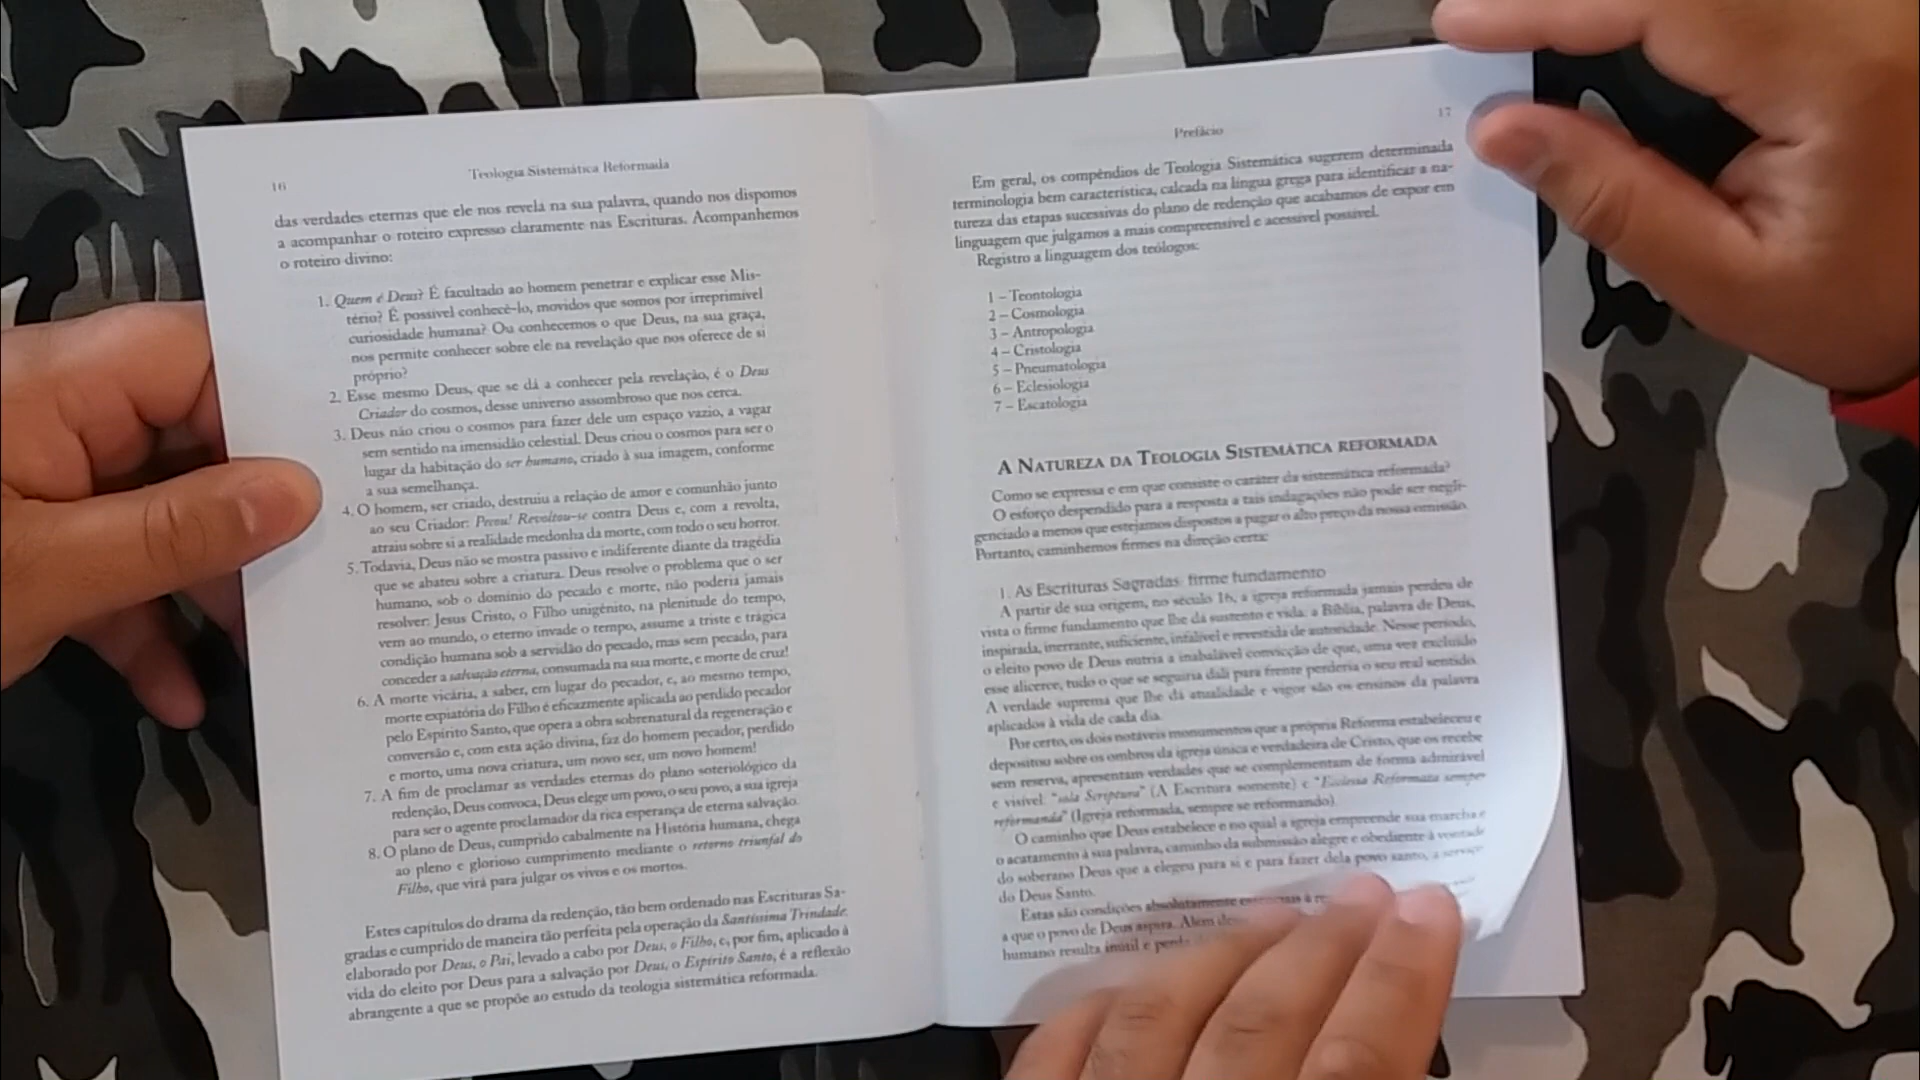 16
Teologia Sistemática Reformada
das verdades eternas que ele nos revela na sua palavra, quando nos dispomos
a acompanhar o roteiro expresso claramente nas Escrituras. Acompanhemos
o roteiro divino:
1. Quem é Deus? É facultado ao homem penetrar e explicar esse Mis-
tério? É possível conhecê-lo, movidos que somos por irreprimível
curiosidade humana? Ou conhecemos o que Deus, na sua graça,
nos permite conhecer sobre ele na revelação que nos oferece de si
próprio?
2. Esse mesmo Deus, que se dá a conhecer pela revelação, é o Deus
Criador do cosmos, desse universo assombroso que nos cerca.
3. Deus não criou o cosmos para fazer dele um espaço vazio, a vagar
sem sentido na imensidão celestial. Deus criou o cosmos para ser o
lugar da habitação do ser humano, criado à sua imagem, conforme
a sua semelhança.
4. O homem, ser criado, destruiu a relação de amor e comunhão junto
ao seu Criador: Pecou! Revoltou-se contra Deus e, com a revolta,
atraiu sobre si a realidade medonha da morte, com todo o seu horror.
5. Todavia, Deus não se mostra passivo e indiferente diante da tragédia
que se abateu sobre a criatura. Deus resolve o problema que o ser
humano, sob o domínio do pecado e morte, não poderia jamais
resolver: Jesus Cristo, o Filho unigênito, na plenitude do tempo,
vem ao mundo, o eterno invade o tempo, assume a triste e trágica
condição humana sob a servidão do pecado, mas sem pecado, para
conceder a salvação eterna, consumada na sua morte, e morte de cruz!
6. A morte vicária, a saber, em lugar do pecador, e, ao mesmo tempo,
morte expiatória do Filho é eficazmente aplicada ao perdido pecador
pelo Espírito Santo, que opera a obra sobrenatural da regeneração e
conversão e, com esta ação divina, faz do homem pecador, perdido
e morto, uma nova criatura, um novo ser, um novo homem!
7. A fim de proclamar as verdades eternas do plano soteriológico da
redenção, Deus convoca, Deus elege um povo, o seu povo, a sua igreja
para ser o agente proclamador da rica esperança de eterna salvação.
8. O plano de Deus, cumprido cabalmente na História humana, chega
ao pleno e glorioso cumprimento mediante o retorno triunfal do
Filho, que virá para julgar os vivos e os mortos.
Estes capítulos do drama da redenção, tão bem ordenado nas Escrituras Sa-
gradas e cumprido de maneira tão perfeita pela operação da Santíssima Trindade,
elaborado por Deus, o Pai, levado a cabo por Deus, o Filho, e, por fim, aplicado à
vida do eleito por Deus para a salvação por Deus, o Espírito Santo, é a reflexão
abrangente a que se propõe ao estudo da teologia sistemática reformada.
Prefácio
17
Em geral, os compêndios de Teologia Sistemática sugerem determinada
terminologia bem característica, calcada na língua grega para identificar a na-
tureza das etapas sucessivas do plano de redenção que acabamos de expor em
linguagem que julgamos a mais compreensível e acessível possível.
Registro a linguagem dos teólogos:
1 – Teontologia
2 – Cosmologia
3 – Antropologia
4 – Cristologia
5 – Pneumatologia
6 – Eclesiologia
7 – Escatologia
A NATUREZA DA TEOLOGIA SISTEMÁTICA REFORMADA
Como se expressa e em que consiste o caráter da sistemática reformada?
O esforço despendido para a resposta a tais indagações não pode ser negli-
genciado a menos que estejamos dispostos a pagar o alto preço da nossa omissão.
Portanto, caminhemos firmes na direção certa:
1. As Escrituras Sagradas: firme fundamento
A partir de sua origem, no século 16, a igreja reformada jamais perdeu de
vista o firme fundamento que lhe dá sustento e vida: a Bíblia, palavra de Deus,
inspirada, inerrante, suficiente, infalível e revestida de autoridade. Nesse período,
o eleito povo de Deus nutria a inabalável convicção de que, uma vez excluído
esse alicerce, tudo o que se seguiria dali para frente perderia o seu real sentido.
A verdade suprema que lhe dá atualidade e vigor são os ensinos da palavra
aplicados à vida de cada dia.
Por certo, os dois notáveis monumentos que a própria Reforma estabeleceu e
depositou sobre os ombros da igreja única e verdadeira de Cristo, que os recebe
sem reserva, apresentam verdades que se complementam de forma admirável
e visível: "sola Scriptura" (A Escritura somente) e "Ecclesia Reformata semper
reformanda" (Igreja reformada, sempre se reformando).
O caminho que Deus estabelece e no qual a igreja empreende sua marcha é
o acatamento à sua palavra, caminho da submissão alegre e obediente à vontade
do soberano Deus que a elegeu para si e para fazer dela povo santo, a serviço
do Deus Santo.
Estas são condições absolutamente essenciais à
a que o povo de Deus aspira. Além
humano resulta inútil e